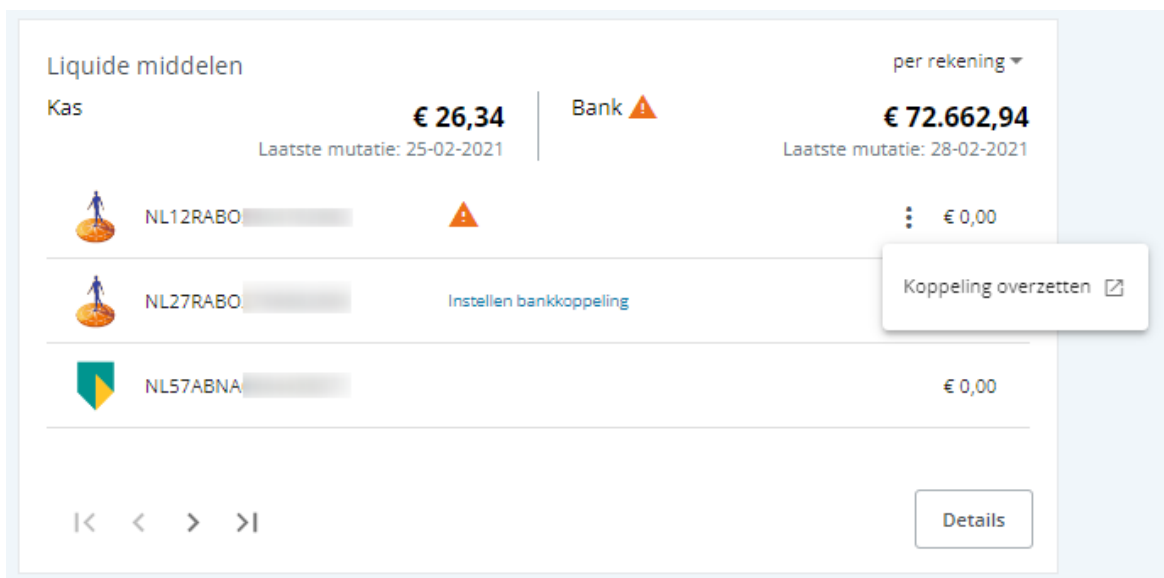 Liquide middelen
per rekening
Kas
€ 26,34
Laatste mutatie: 25-02-2021
Bank
€ 72.662,94
Laatste mutatie: 28-02-2021
NL12RABO
€ 0,00
Koppeling overzetten
NL27RABO
Instellen bankkoppeling
NL57ABNA
€ 0,00
Details